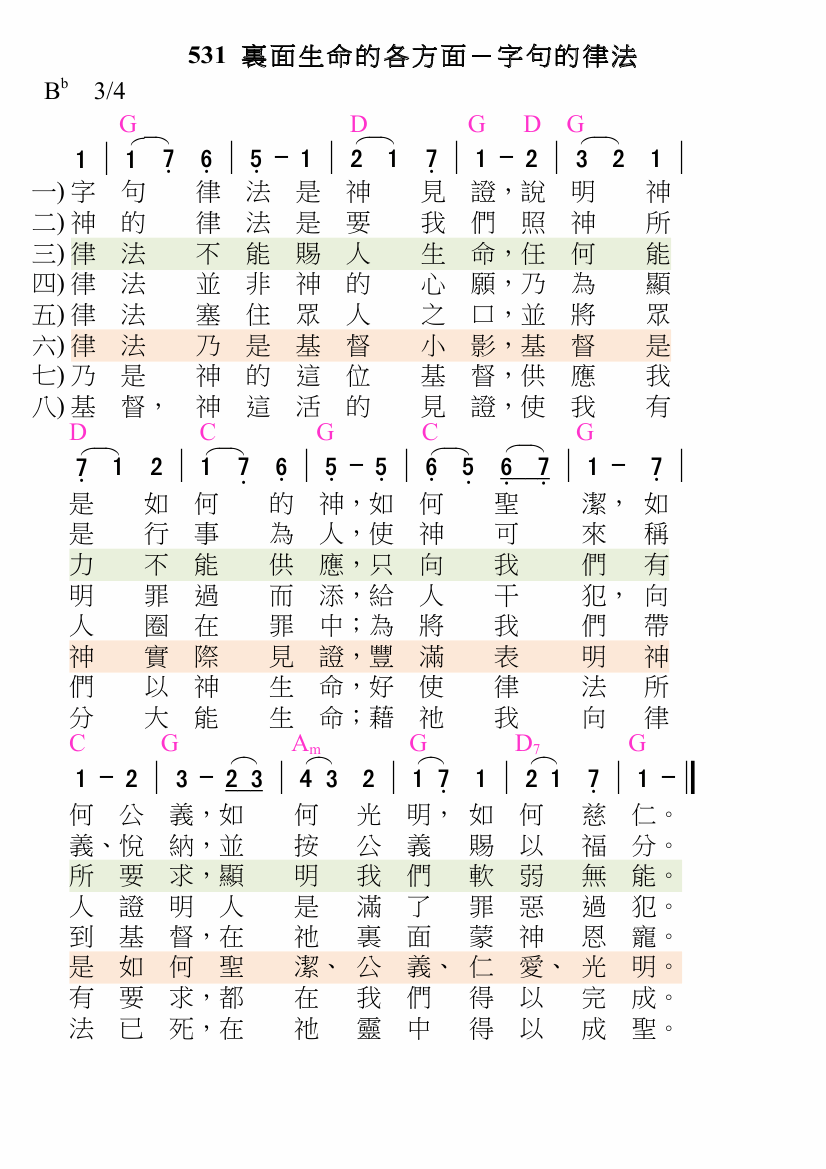 531 裏面生命的各方面－字句的律法
Bb 3/4
G D G D G
1 | 1 7̣ 6̣ | 5̣ - 1 | 2 1 7̣ | 1 - 2 | 3 2 1 |
一)字句律法是神見證，說明神
二)神的律法是要我們照神所
三)律法不能賜人生命，任何能
四)律法並非神的心願，乃為顯
五)律法塞住眾人之口，並將眾
六)律法乃是基督小影，基督是
七)乃是神的這位基督，供應我
八)基督，神這活的見證，使我有
D C G C G
7̣ 1 2 | 1 7̣ 6̣ | 5̣ - 5̣ | 6̣ 5̣ 6̣ 7̣ | 1 - 7̣ |
是如何的神，如何聖潔，如
是行事為人，使神可來稱
力不能供應，只向我們有
明罪過而添，給人干犯，向
人圈在罪中；為將我們帶
神實際見證，豐滿表明神
們以神生命，好使律法所
分大能生命；藉祂我向律
C G Am G D7 G
1 - 2 | 3 - 2 3 | 4 3 2 | 1 7̣ 1 | 2 1 7̣ | 1 - ‖
何公義，如何光明，如何慈仁。
義、悅納，並按公義賜以福分。
所要求，顯明我們軟弱無能。
人證明人是滿了罪惡過犯。
到基督，在祂裏面蒙神恩寵。
是如何聖潔、公義、仁愛、光明。
有要求，都在我們得以完成。
法已死，在祂靈中得以成聖。